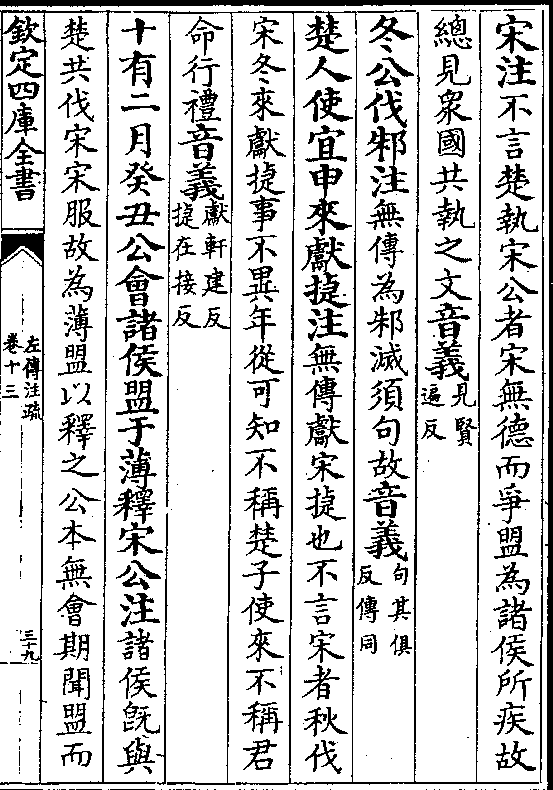 宋注不言楚執宋公者宋無德而爭盟為諸侯所疾故
總見衆國共執之文音義見賢遍反
冬公伐邾注無傳為邾滅須句故音義句其俱反傳同
楚人使宜申來獻捷注無傳獻宋捷也不言宋者秋伐
宋冬來獻捷事不異年從可知不稱楚子使來不稱君
命行禮音義獻軒建反捷在接反
十有二月癸丑公會諸侯盟于薄釋宋公注諸侯既與
楚共伐宋宋服故為薄盟以釋之公本無會期聞盟而
欽定四庫全書
左傳注疏
卷十三
三十九